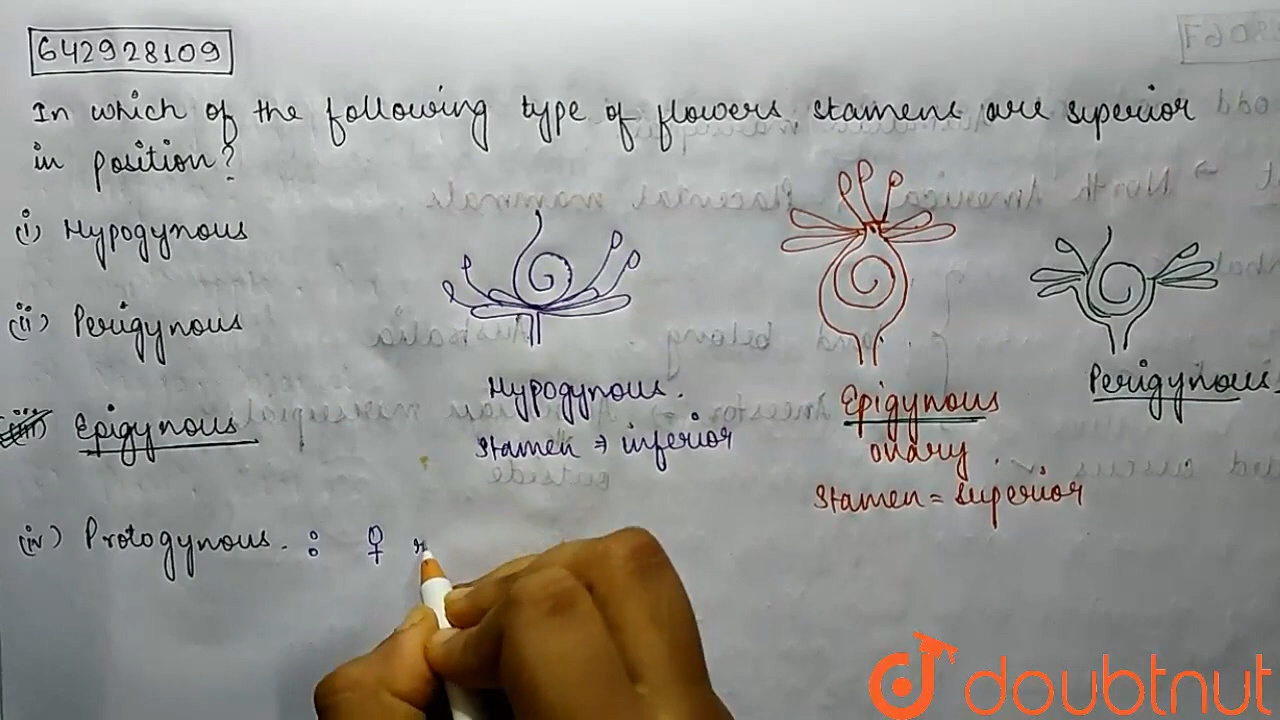 642928109
In which of the following type of flowers, stamens are superior
in position?
(i) Hypogynous
(ii) Perigynous
(iii) Epigynous
(iv) Protogynous. : ♀
Hypogynous.
Stamen → inferior
Epigynous
ovary
Stamen = superior
Perigynous
doubtnut